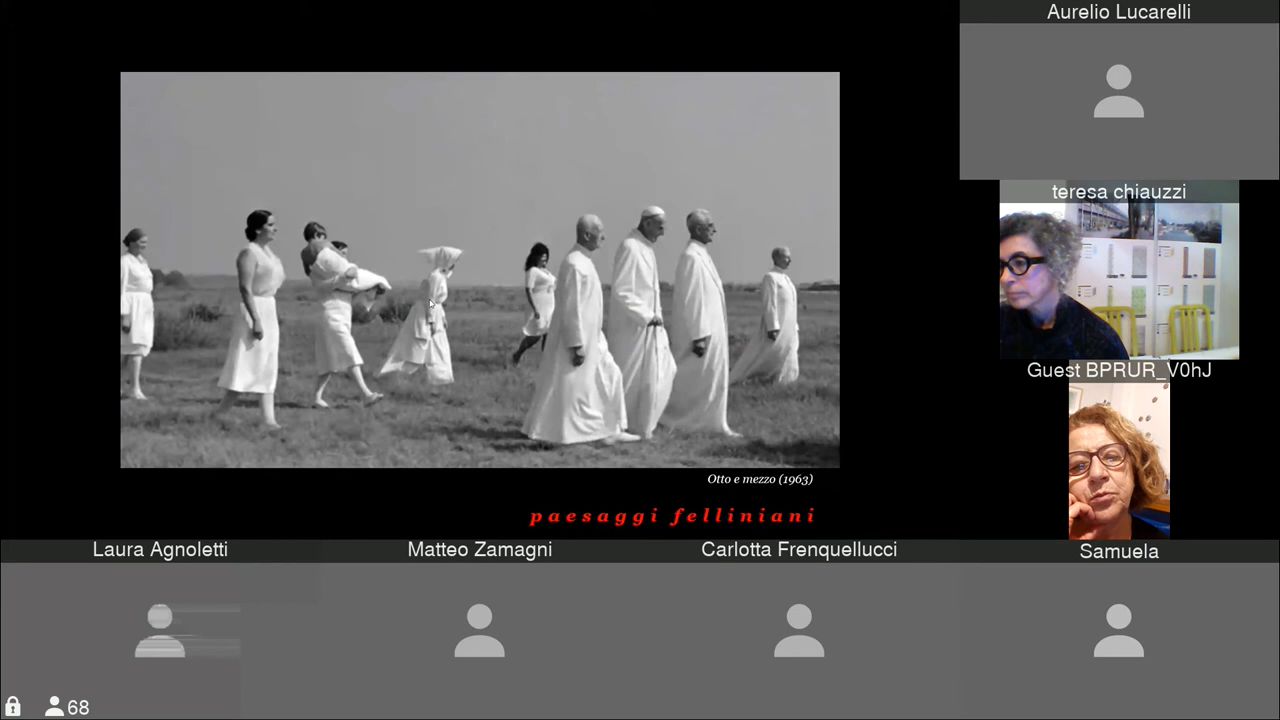 Aurelio Lucarelli
teresa chiauzzi
Guest BPRUR_V0hJ
Otto e mezzo (1963)
paesaggi felliniani
Laura Agnoletti
Matteo Zamagni
Carlotta Frenquellucci
Samuela
68